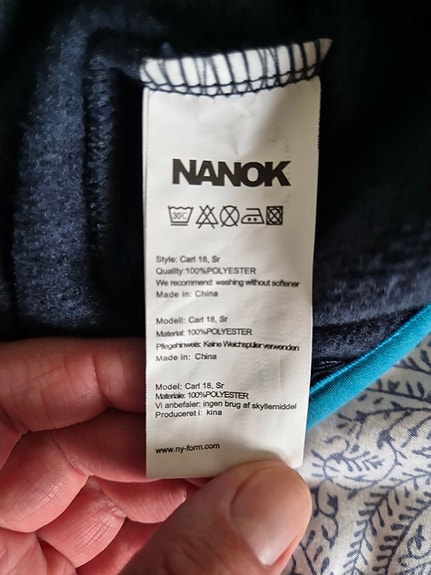 NANOK
30°C
Style: Carl 18, Sr
Quality:100%POLYESTER
We recommend: washing without softener
Made in: China
Modell: Carl 18, Sr
Material: 100%POLYESTER
Pflegehinweis: Keine Weichspüler verwenden
Made in: China
Model: Carl 18, Sr
Materiale: 100%POLYESTER
Vi anbefaler: ingen brug af skyllemiddel
Produceret i: kina
www.ny-form.com